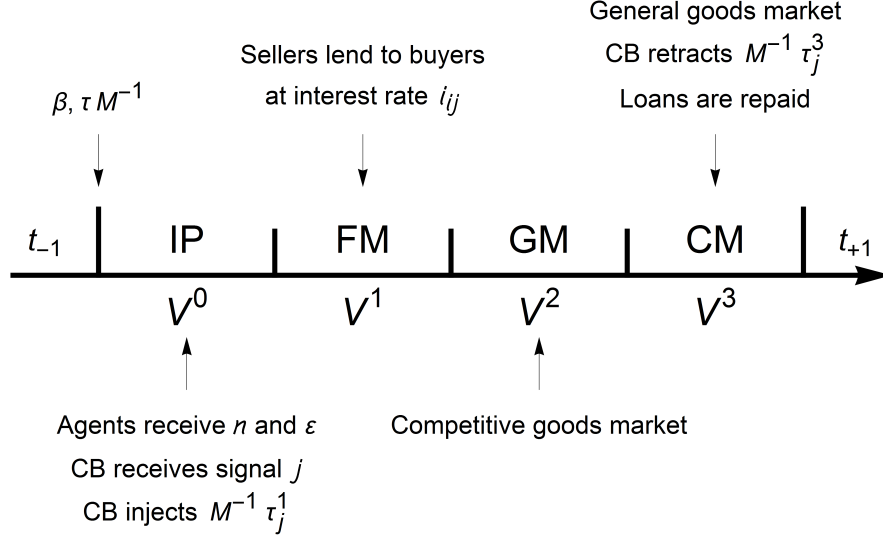 General goods market
CB retracts M⁻¹ τ³ⱼ
Loans are repaid
Sellers lend to buyers
at interest rate iᵢⱼ
β, τ M⁻¹
t₋₁
IP
FM
GM
CM
t₊₁
V⁰
V¹
V²
V³
Agents receive n and ε
CB receives signal j
CB injects M⁻¹ τ¹ⱼ
Competitive goods market